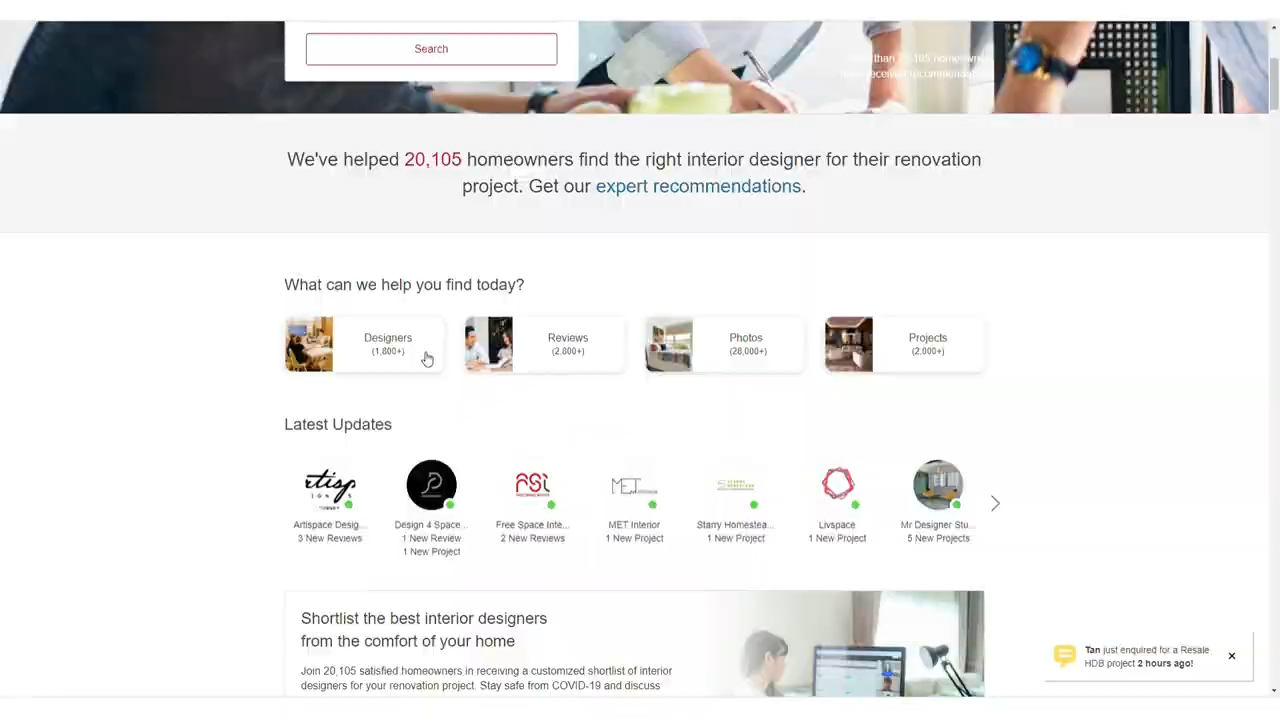 Search
than 20,105
We've helped 20,105 homeowners find the right interior designer for their renovation
project. Get our expert recommendations.
What can we help you find today?
Designers
(1,800+)
Reviews
(2,800+)
Photos
(28,000+)
Projects
(2,000+)
Latest Updates
Artispace Desig...
3 New Reviews
Design 4 Space...
1 New Review
1 New Project
Free Space Inte...
2 New Reviews
MET Interior
1 New Project
Starry Homestea...
1 New Project
Livspace
1 New Project
Mr Designer Stu...
5 New Projects
Shortlist the best interior designers
from the comfort of your home
Join 20,105 satisfied homeowners in receiving a customized shortlist of interior
designers for your renovation project. Stay safe from COVID-19 and discuss
Tan just enquired for a Resale
HDB project 2 hours ago!